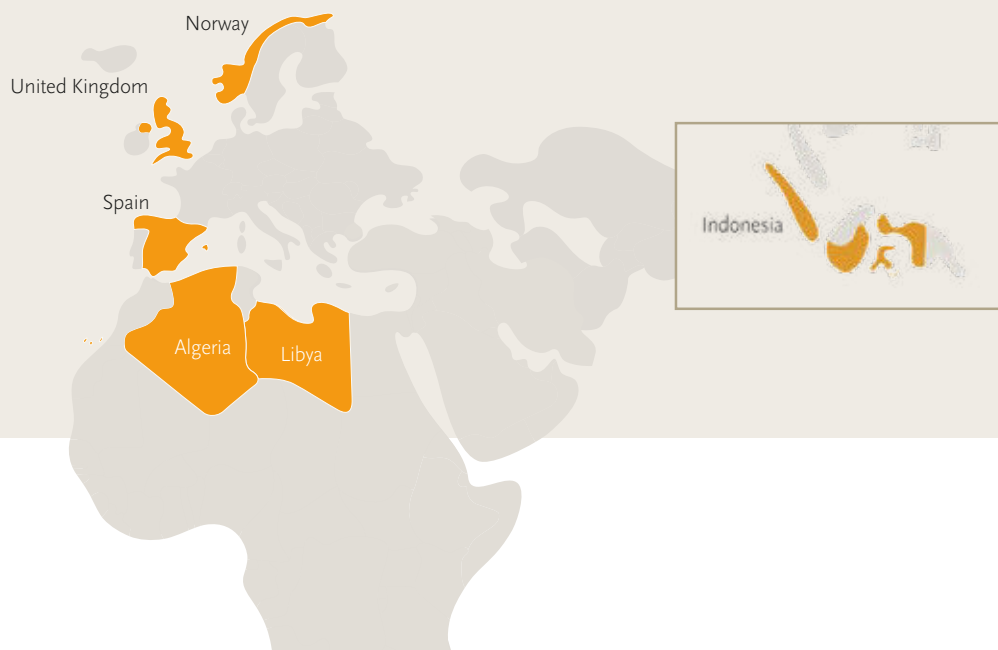 Norway
United Kingdom
Spain
Indonesia
Algeria
Libya